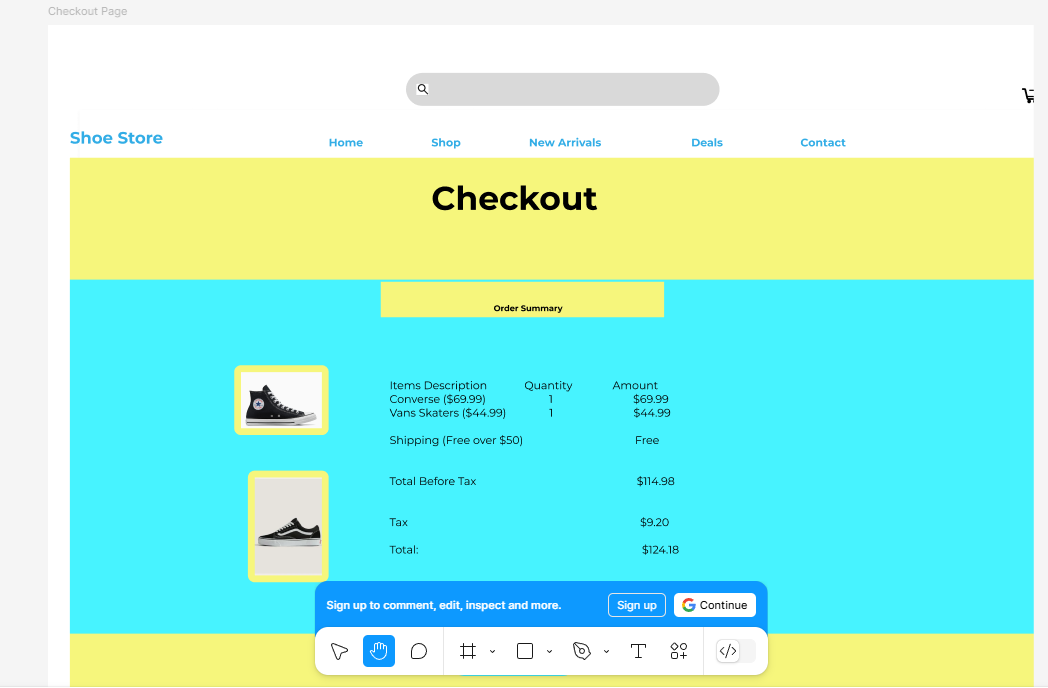 Checkout Page
Shoe Store
Home Shop New Arrivals Deals Contact
Checkout
Order Summary
Items Description Quantity Amount
Converse ($69.99) 1 $69.99
Vans Skaters ($44.99) 1 $44.99
Shipping (Free over $50) Free
Total Before Tax $114.98
Tax $9.20
Total: $124.18
Sign up to comment, edit, inspect and more. Sign up Continue